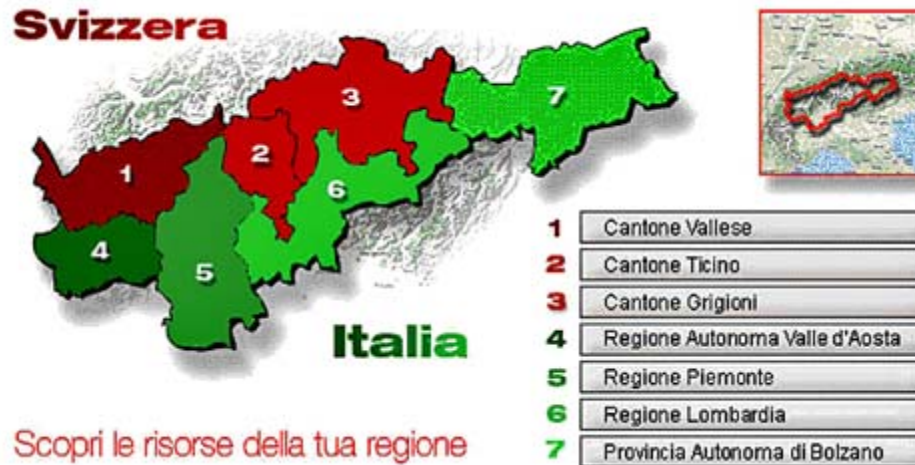 Svizzera
3
7
2
1
6
4
5
Italia
1 Cantone Vallese
2 Cantone Ticino
3 Cantone Grigioni
4 Regione Autonoma Valle d'Aosta
5 Regione Piemonte
6 Regione Lombardia
7 Provincia Autonoma di Bolzano
Scopri le risorse della tua regione